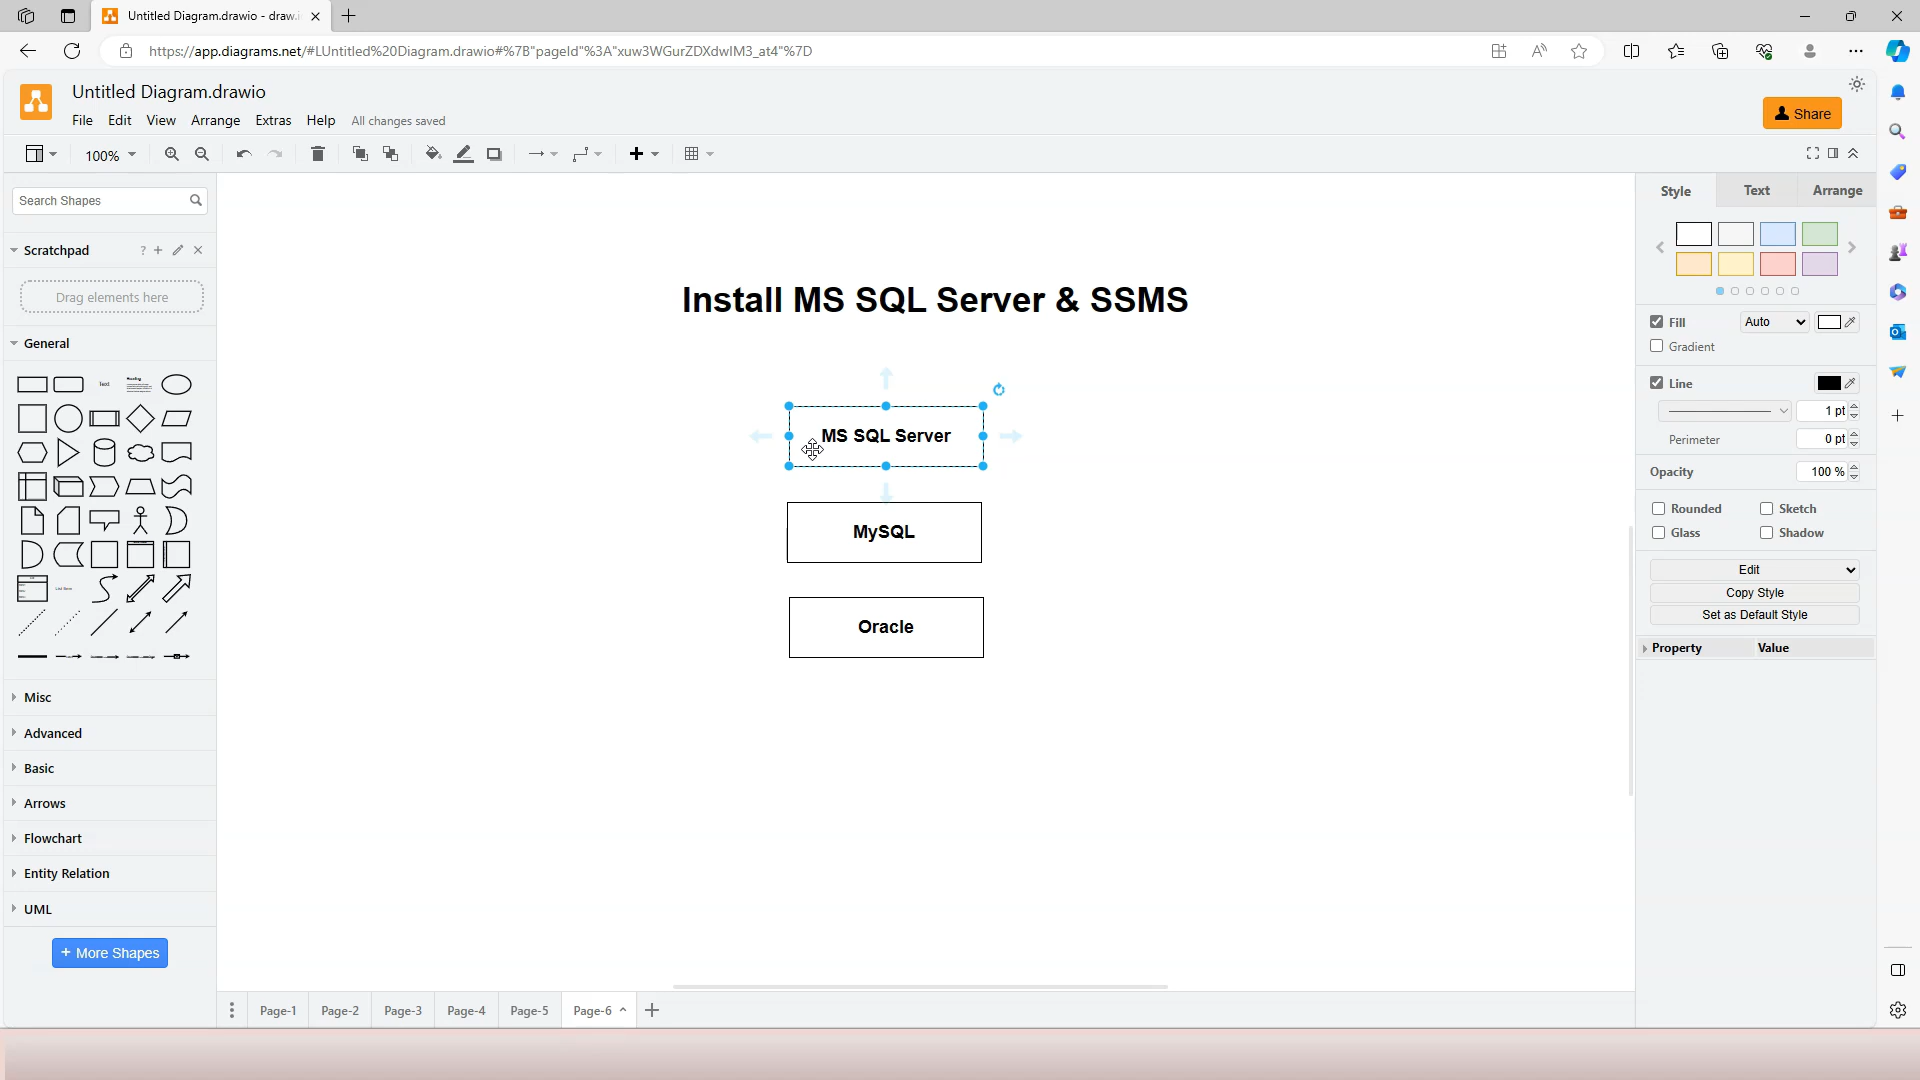 Untitled Diagram.drawio - draw.i
https://app.diagrams.net/#LUntitled%20Diagram.drawio#%7B"pageId"%3A"xuw3WGurZDXdwIM3_at4"%7D
Untitled Diagram.drawio
File Edit View Arrange Extras Help All changes saved
Share
100%
Search Shapes
Scratchpad
?
Drag elements here
General
Text
Heading
List Item
Misc
Advanced
Basic
Arrows
Flowchart
Entity Relation
UML
+ More Shapes
Install MS SQL Server & SSMS
MS SQL Server
MySQL
Oracle
Page-1 Page-2 Page-3 Page-4 Page-5 Page-6
Style Text Arrange
Fill Auto
Gradient
Line
1 pt
Perimeter 0 pt
Opacity 100 %
Rounded Sketch
Glass Shadow
Edit
Copy Style
Set as Default Style
Property Value